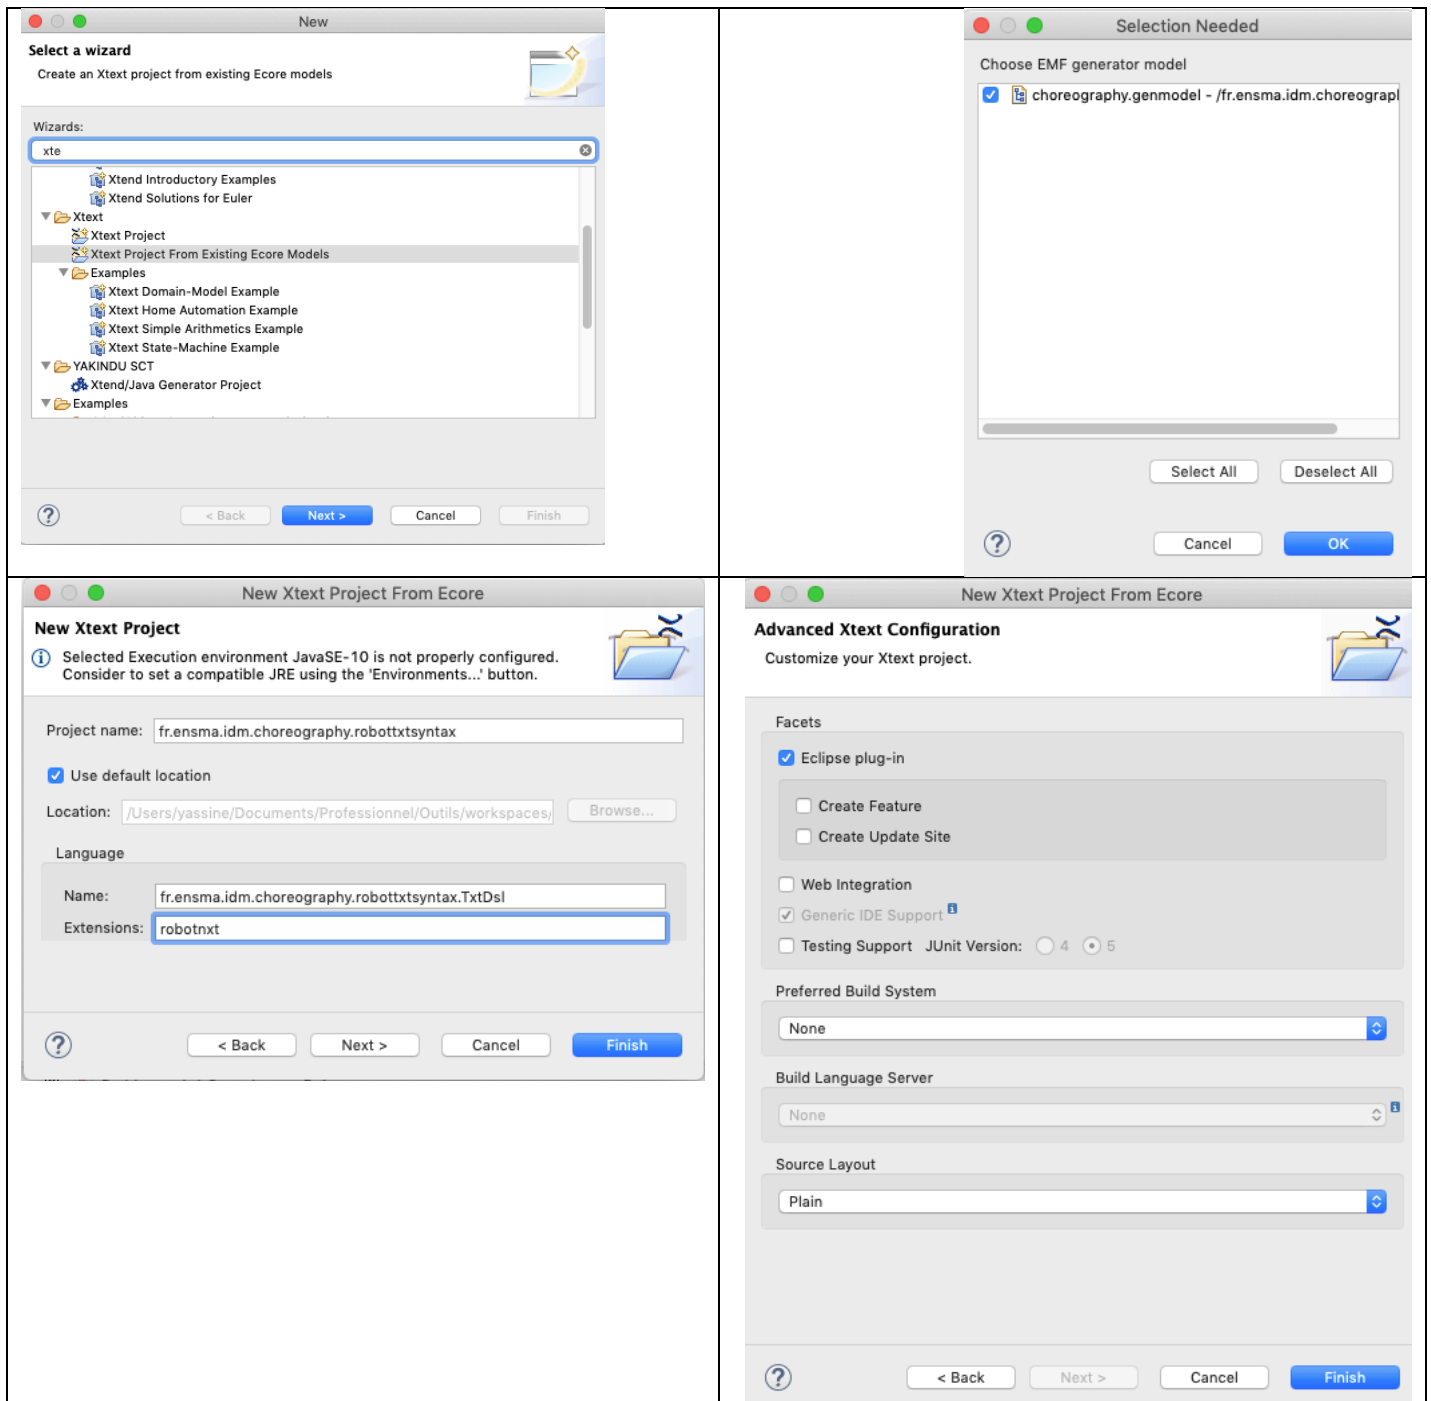 New
Select a wizard
Create an Xtext project from existing Ecore models
Wizards:
xte
Xtend Introductory Examples
Xtend Solutions for Euler
Xtext
Xtext Project
Xtext Project From Existing Ecore Models
Examples
Xtext Domain-Model Example
Xtext Home Automation Example
Xtext Simple Arithmetics Example
Xtext State-Machine Example
YAKINDU SCT
Xtend/Java Generator Project
Examples
?
< Back
Next >
Cancel
Finish
Selection Needed
Choose EMF generator model
choreography.genmodel - /fr.ensma.idm.choreograpl
Select All
Deselect All
?
Cancel
OK
New Xtext Project From Ecore
New Xtext Project
Selected Execution environment JavaSE-10 is not properly configured.
Consider to set a compatible JRE using the 'Environments...' button.
Project name: fr.ensma.idm.choreography.robottxtsyntax
Use default location
Location: /Users/yassine/Documents/Professionnel/Outils/workspaces/
Browse...
Language
Name: fr.ensma.idm.choreography.robottxtsyntax.TxtDsl
Extensions: robotnxt
?
< Back
Next >
Cancel
Finish
New Xtext Project From Ecore
Advanced Xtext Configuration
Customize your Xtext project.
Facets
Eclipse plug-in
Create Feature
Create Update Site
Web Integration
Generic IDE Support
Testing Support JUnit Version: 4 5
Preferred Build System
None
Build Language Server
None
Source Layout
Plain
?
< Back
Next >
Cancel
Finish